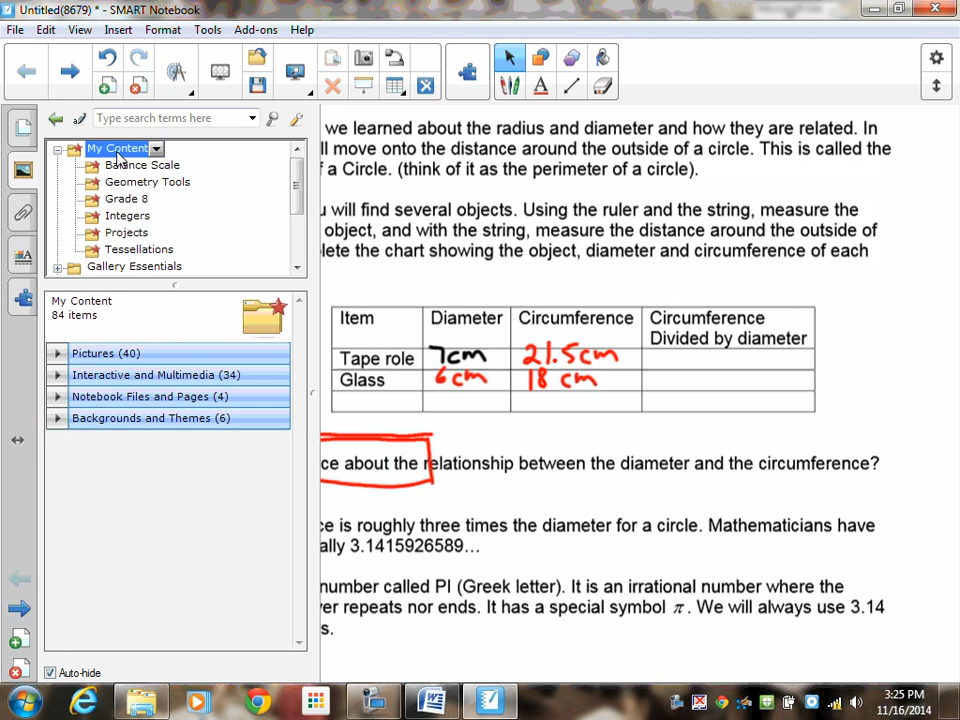 Untitled(8679) * - SMART Notebook
File Edit View Insert Format Tools Add-ons Help
Type search terms here
My Content
Balance Scale
Geometry Tools
Grade 8
Integers
Projects
Tessellations
Gallery Essentials
My Content
84 items
Pictures (40)
Interactive and Multimedia (34)
Notebook Files and Pages (4)
Backgrounds and Themes (6)
Auto-hide
we learned about the radius and diameter and how they are related. In
ll move onto the distance around the outside of a circle. This is called the
f a Circle. (think of it as the perimeter of a circle).
u will find several objects. Using the ruler and the string, measure the
object, and with the string, measure the distance around the outside of
lete the chart showing the object, diameter and circumference of each
Item Diameter Circumference Circumference
Divided by diameter
Tape role 7cm 21.5cm
Glass 6cm 18 cm
ce about the relationship between the diameter and the circumference?
ce is roughly three times the diameter for a circle. Mathematicians have
ally 3.1415926589...
number called PI (Greek letter). It is an irrational number where the
ver repeats nor ends. It has a special symbol π. We will always use 3.14
s.
3:25 PM
11/16/2014